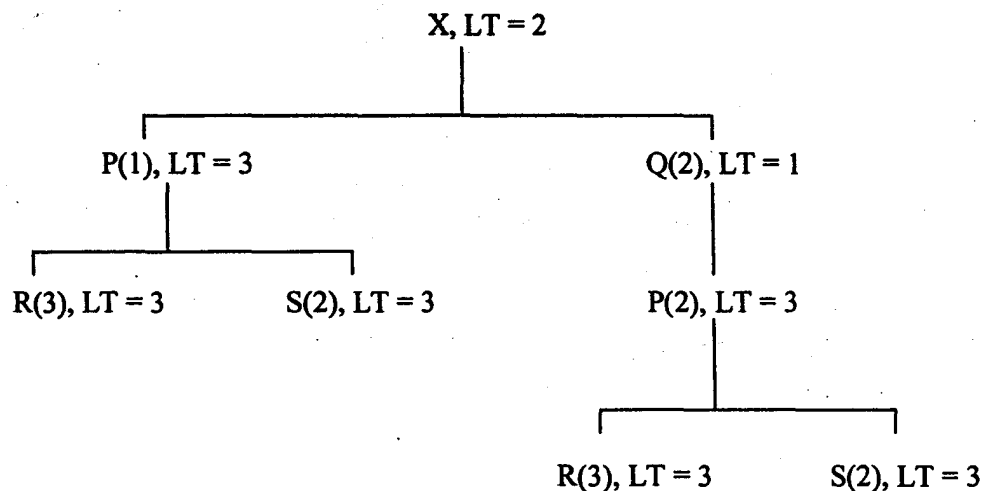 X, LT = 2
P(1), LT = 3 Q(2), LT = 1
R(3), LT = 3 S(2), LT = 3 P(2), LT = 3
R(3), LT = 3 S(2), LT = 3